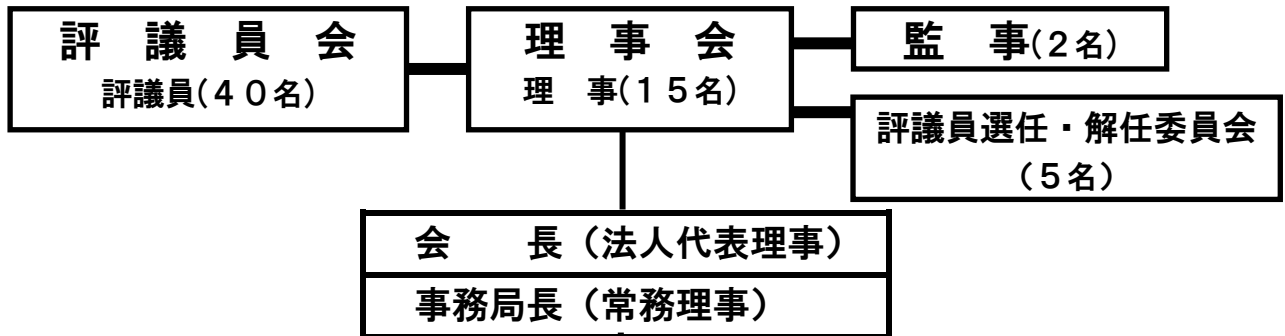 評 議 員 会
評議員(４０名)
理 事 会
理 事(１５名)
監 事(２名)
評議員選任・解任委員会
(５名)
会 長（法人代表理事）
事務局長（常務理事）